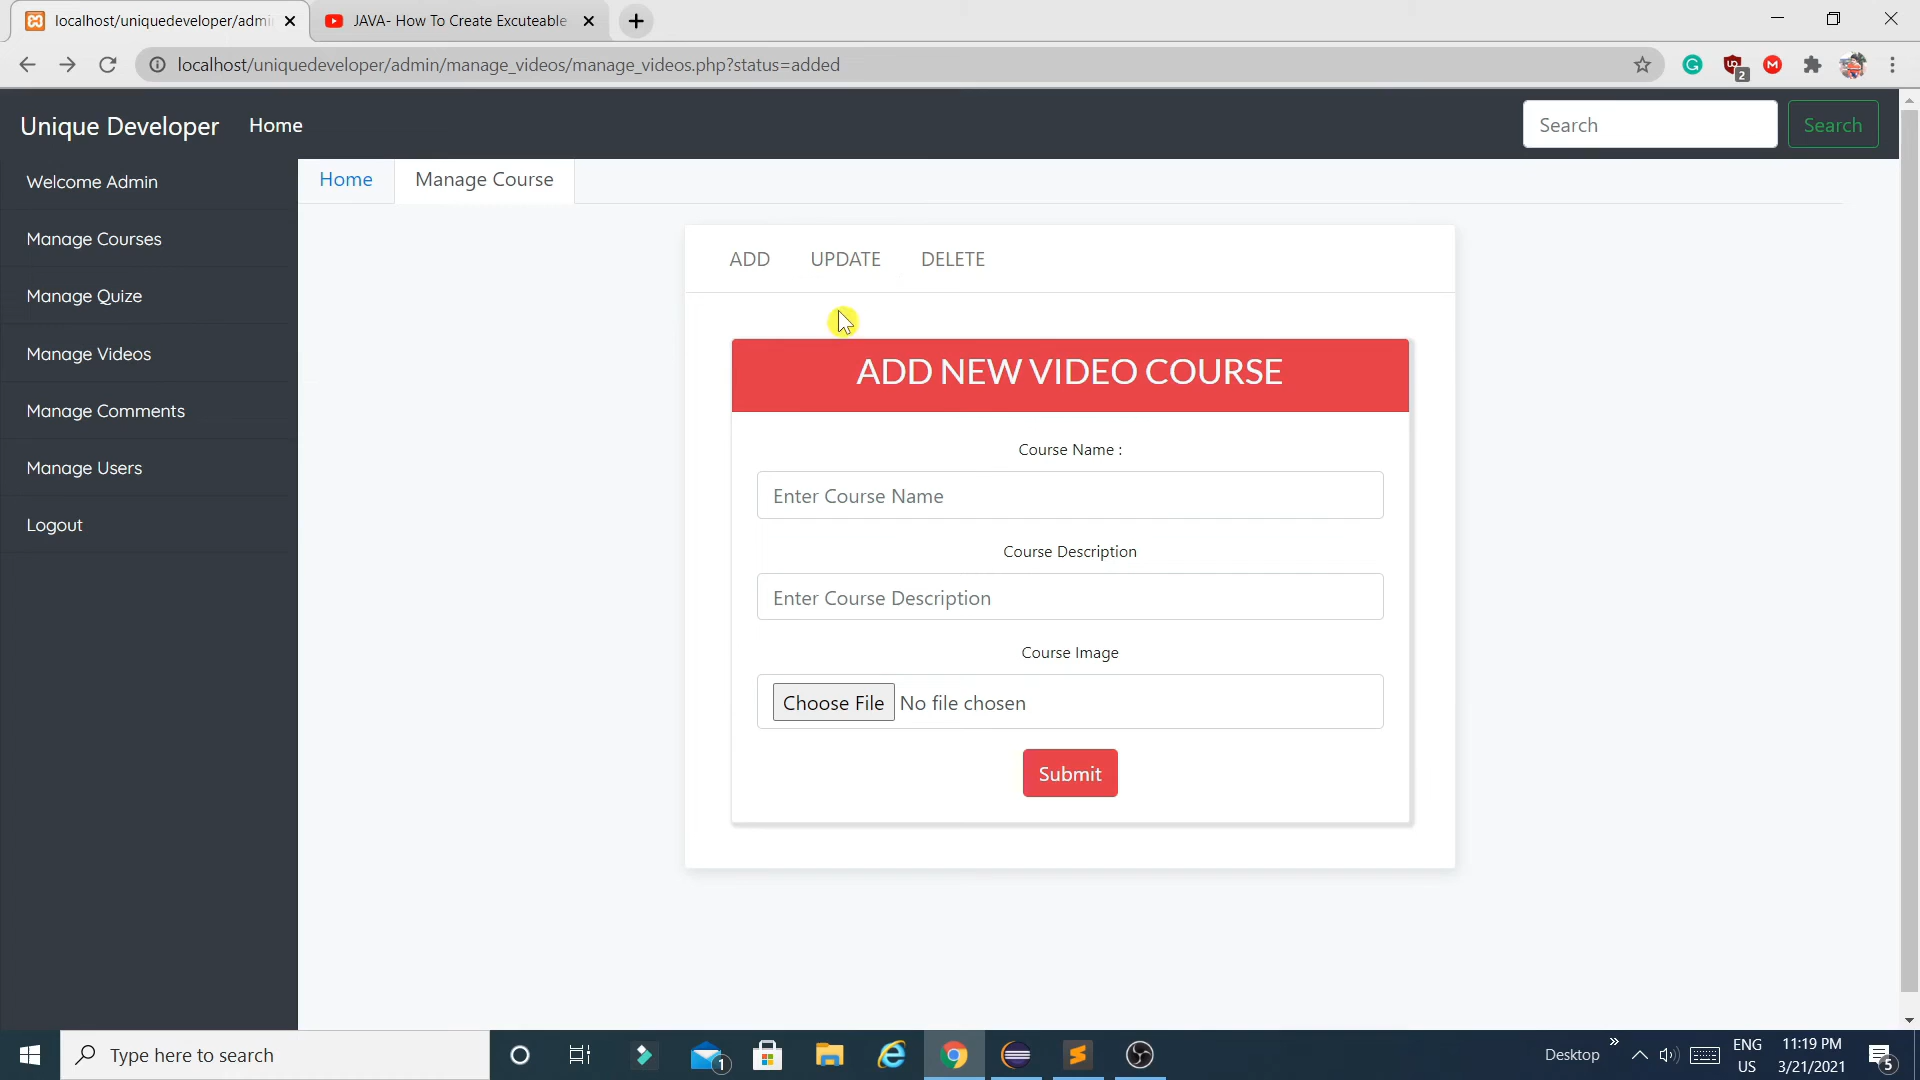 localhost/uniquedeveloper/admi
JAVA- How To Create Excuteable
localhost/uniquedeveloper/admin/manage_videos/manage_videos.php?status=added
2
Unique Developer
Home
Search
Search
Welcome Admin
Manage Courses
Manage Quize
Manage Videos
Manage Comments
Manage Users
Logout
Home
Manage Course
ADD
UPDATE
DELETE
ADD NEW VIDEO COURSE
Course Name :
Enter Course Name
Course Description
Enter Course Description
Course Image
Choose File No file chosen
Submit
Type here to search
1
Desktop
ENG
US
11:19 PM
3/21/2021
5